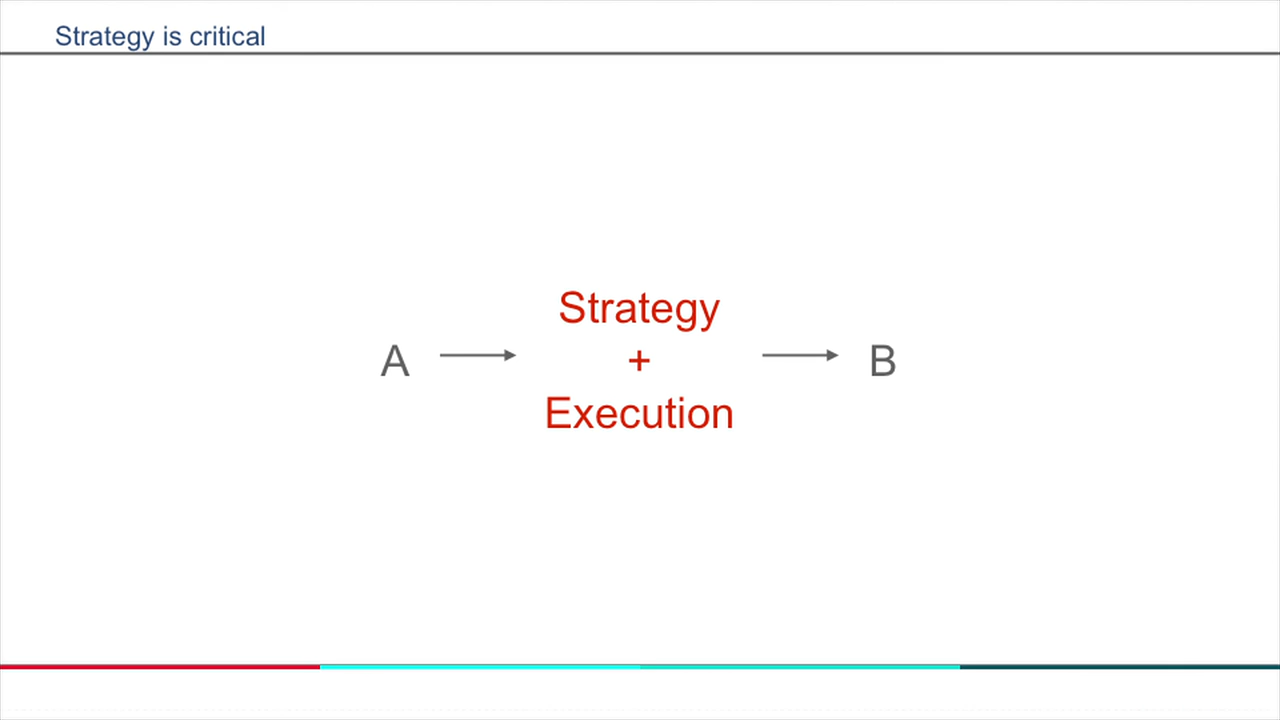 Strategy is critical
Strategy
A + B
Execution